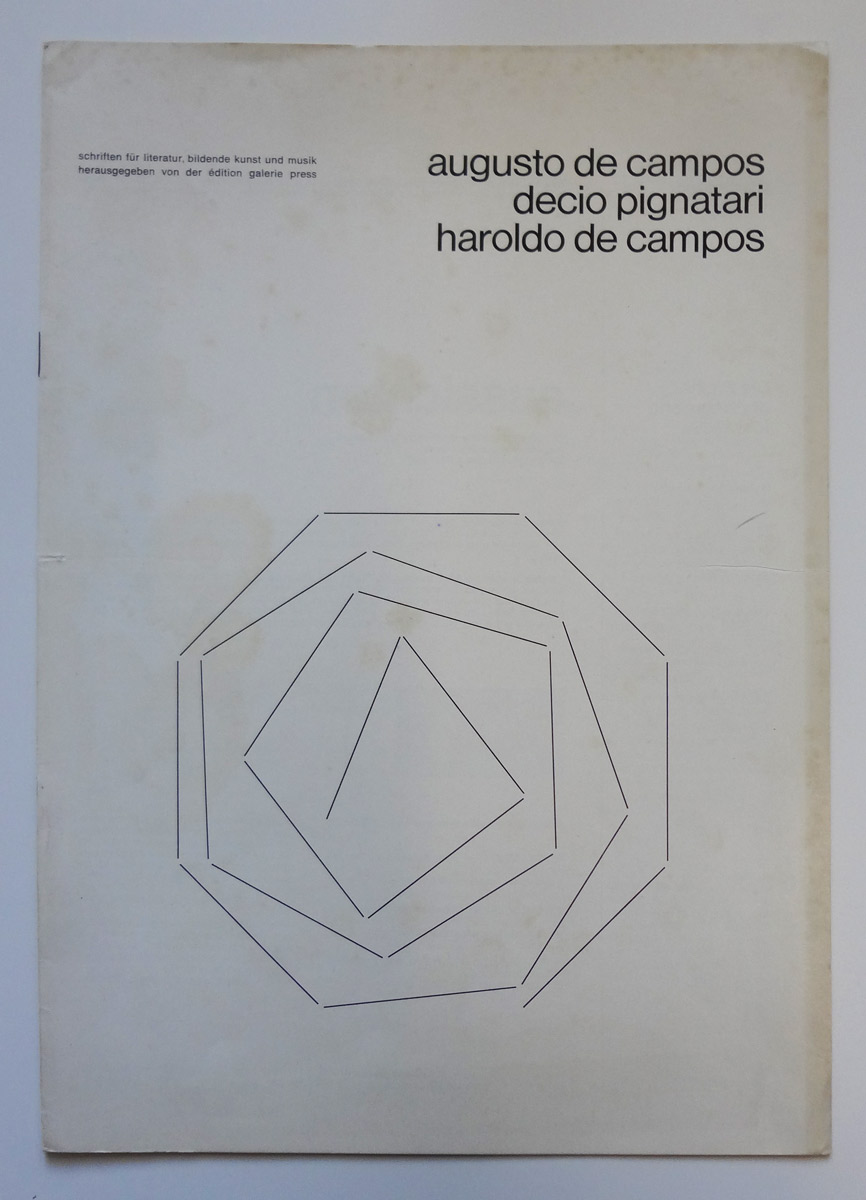 schriften für literatur, bildende kunst und musik
herausgegeben von der édition galerie press
augusto de campos
decio pignatari
haroldo de campos